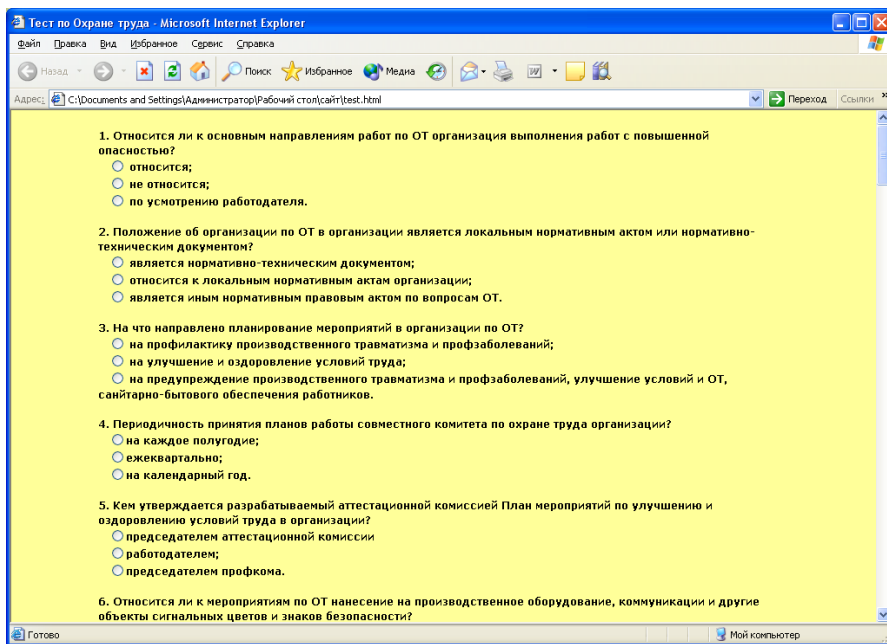 Тест по Охране труда - Microsoft Internet Explorer
Файл Правка Вид Избранное Сервис Справка
Назад Поиск Избранное Медиа
Адрес: C:\Documents and Settings\Администратор\Рабочий стол\сайт\test.html Переход Ссылки »
1. Относится ли к основным направлениям работ по ОТ организация выполнения работ с повышенной
опасностью?
относится;
не относится;
по усмотрению работодателя.
2. Положение об организации по ОТ в организации является локальным нормативным актом или нормативно-
техническим документом?
является нормативно-техническим документом;
относится к локальным нормативным актам организации;
является иным нормативным правовым актом по вопросам ОТ.
3. На что направлено планирование мероприятий в организации по ОТ?
на профилактику производственного травматизма и профзаболеваний;
на улучшение и оздоровление условий труда;
на предупреждение производственного травматизма и профзаболеваний, улучшение условий и ОТ,
санйтарно-бытового обеспечения работников.
4. Периодичность принятия планов работы совместного комитета по охране труда организации?
на каждое полугодие;
ежеквартально;
на календарный год.
5. Кем утверждается разрабатываемый аттестационной комиссией План мероприятий по улучшению и
оздоровлению условий труда в организации?
председателем аттестационной комиссии
работодателем;
председателем профкома.
6. Относится ли к мероприятиям по ОТ нанесение на производственное оборудование, коммуникации и другие
объекты сигнальных цветов и знаков безопасности?
Готово Мой компьютер